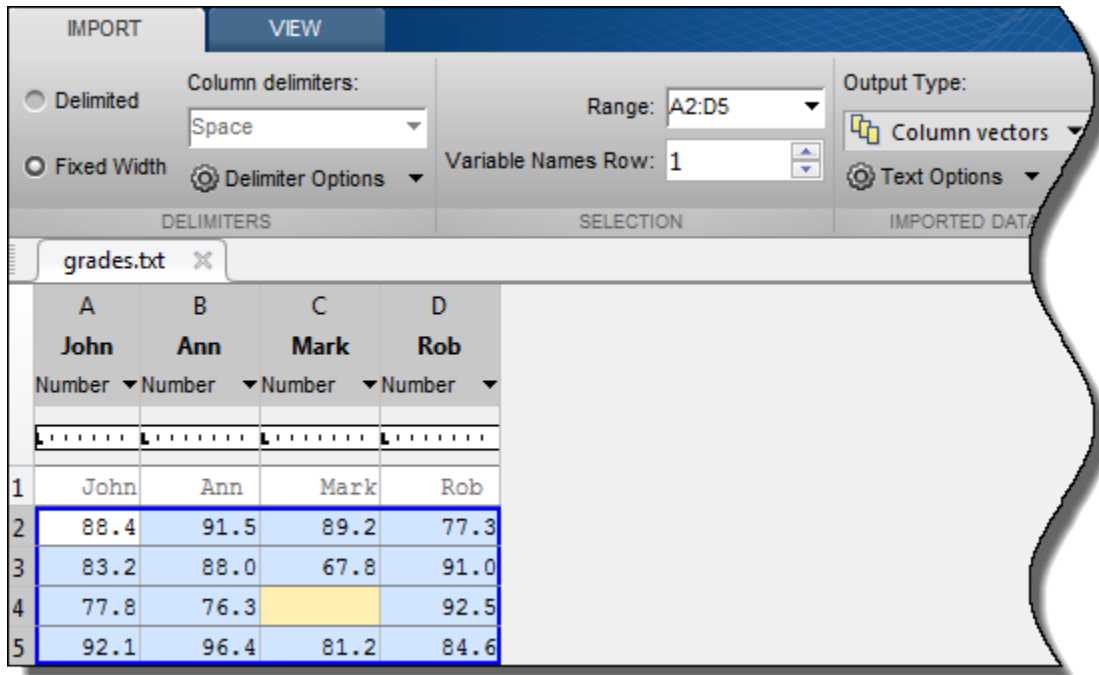 IMPORT VIEW
Delimited Column delimiters: Range: A2:D5 Output Type:
Space Column vectors
Fixed Width Delimiter Options Variable Names Row: 1 Text Options
DELIMITERS SELECTION IMPORTED DATA
grades.txt
A B C D
John Ann Mark Rob
Number Number Number Number
1 John Ann Mark Rob
2 88.4 91.5 89.2 77.3
3 83.2 88.0 67.8 91.0
4 77.8 76.3 92.5
5 92.1 96.4 81.2 84.6